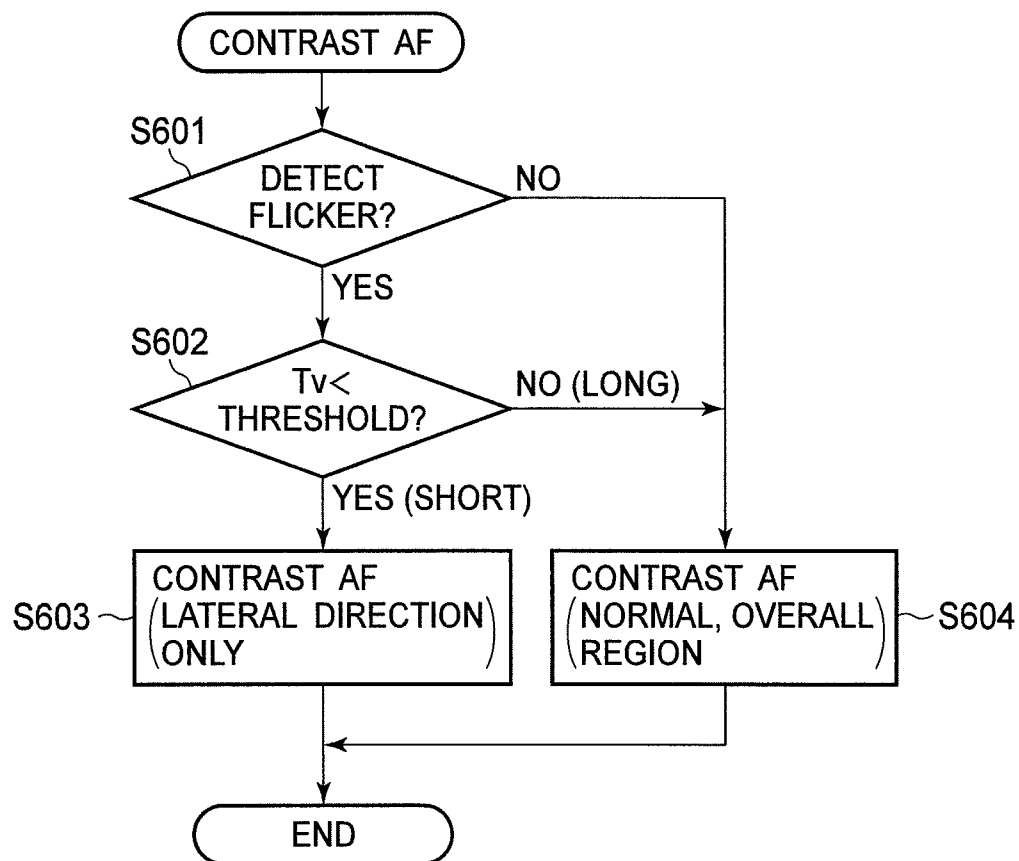 CONTRAST AF
S601
DETECT
FLICKER?
NO
YES
S602
Tv<
THRESHOLD?
NO (LONG)
YES (SHORT)
S603
CONTRAST AF
(LATERAL DIRECTION
ONLY)
CONTRAST AF
(NORMAL, OVERALL
REGION)
S604
END